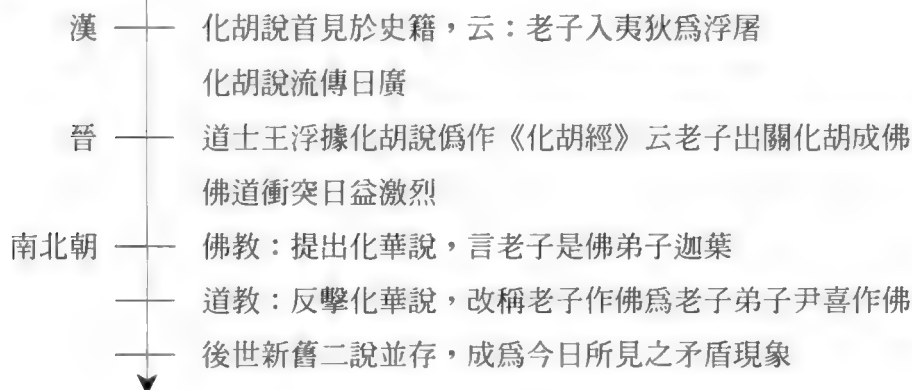 漢 化胡說首見於史籍，云：老子入夷狄爲浮屠
化胡說流傳日廣
晉 道士王浮據化胡說僞作《化胡經》云老子出關化胡成佛
佛道衝突日益激烈
南北朝 佛教：提出化華說，言老子是佛弟子迦葉
道教：反擊化華說，改稱老子作佛爲老子弟子尹喜作佛
後世新舊二說並存，成爲今日所見之矛盾現象